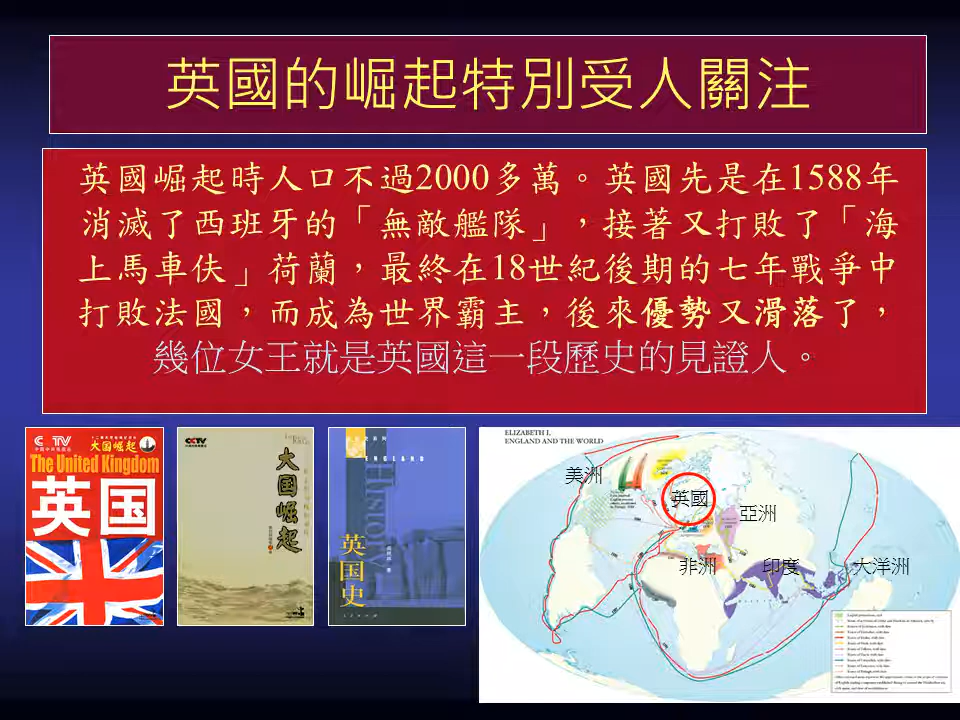 英國的崛起特別受人關注
英國崛起時人口不過2000多萬。英國先是在1588年
消滅了西班牙的「無敵艦隊」,接著又打敗了「海
上馬車伕」荷蘭,最終在18世紀後期的七年戰爭中
打敗法國,而成為世界霸主,後來優勢又滑落了,
幾位女王就是英國這一段歷史的見證人。
CCTV
大国崛起
The United Kingdom
英国
CCTV
大国崛起
ENGLAND
History
英国史
ELIZABETH I,
ENGLAND AND THE WORLD
美洲
英國
亞洲
非洲
印度
大洋洲